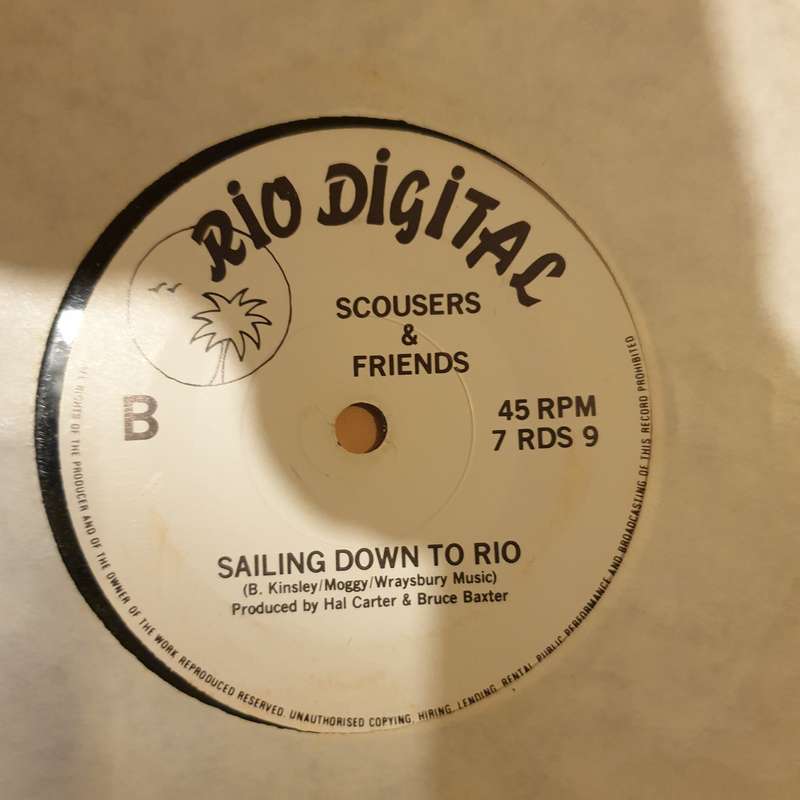 RIO DIGITAL
SCOUSERS
&
FRIENDS
B
45 RPM
7 RDS 9
SAILING DOWN TO RIO
(B. Kinsley/Moggy/Wraysbury Music)
Produced by Hal Carter & Bruce Baxter
RIGHTS OF THE PRODUCER AND OF THE OWNER OF THE WORK REPRODUCED RESERVED. UNAUTHORISED COPYING, HIRING, LENDING, RENTAL PUBLIC PERFORMANCE AND BROADCASTING OF THIS RECORD PROHIBITED